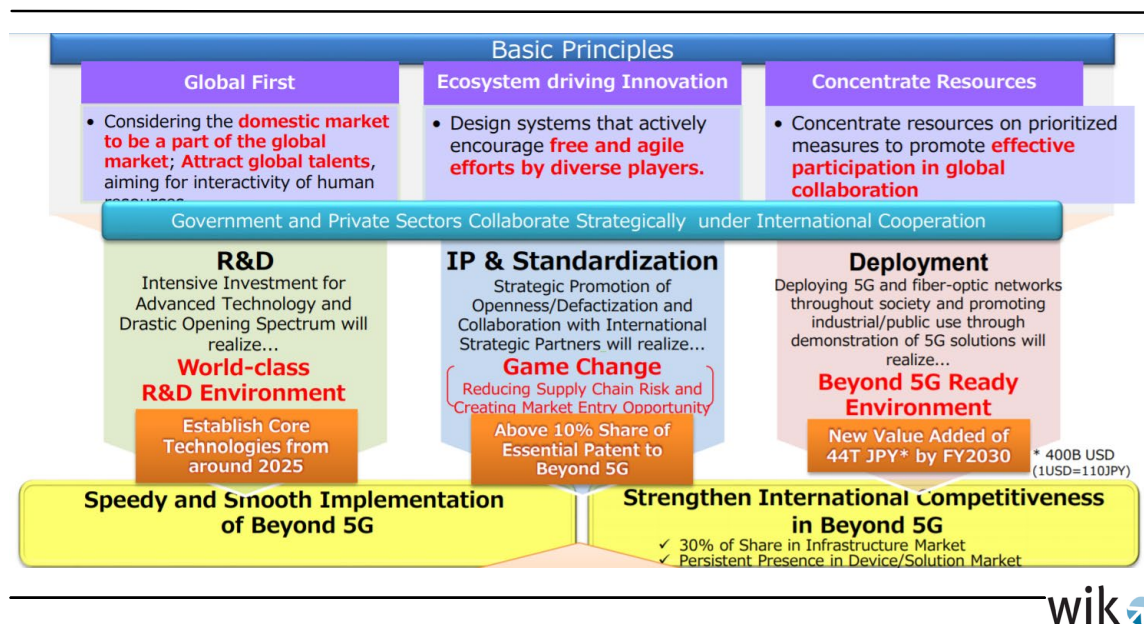 Basic Principles
Global First
• Considering the domestic market
to be a part of the global
market; Attract global talents,
aiming for interactivity of human
resources
Ecosystem driving Innovation
• Design systems that actively
encourage free and agile
efforts by diverse players.
Concentrate Resources
• Concentrate resources on prioritized
measures to promote effective
participation in global
collaboration
Government and Private Sectors Collaborate Strategically under International Cooperation
R&D
Intensive Investment for
Advanced Technology and
Drastic Opening Spectrum will
realize...
World-class
R&D Environment
Establish Core
Technologies from
around 2025
IP & Standardization
Strategic Promotion of
Openness/Defactization and
Collaboration with International
Strategic Partners will realize...
Game Change
Reducing Supply Chain Risk and
Creating Market Entry Opportunity
Above 10% Share of
Essential Patent to
Beyond 5G
Deployment
Deploying 5G and fiber-optic networks
throughout society and promoting
industrial/public use through
demonstration of 5G solutions will
realize...
Beyond 5G Ready
Environment
New Value Added of
44T JPY* by FY2030
* 400B USD
(1USD=110JPY)
Speedy and Smooth Implementation
of Beyond 5G
Strengthen International Competitiveness
in Beyond 5G
✓ 30% of Share in Infrastructure Market
✓ Persistent Presence in Device/Solution Market
wik